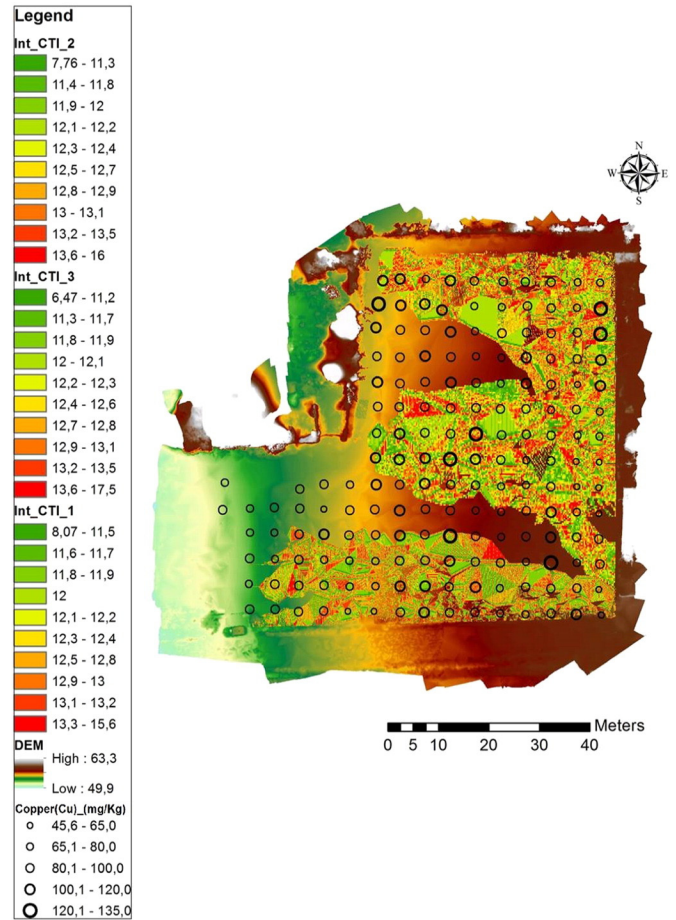 Legend
Int_CTI_2
7,76 - 11,3
11,4 - 11,8
11,9 - 12
12,1 - 12,2
12,3 - 12,4
12,5 - 12,7
12,8 - 12,9
13 - 13,1
13,2 - 13,5
13,6 - 16
Int_CTI_3
6,47 - 11,2
11,3 - 11,7
11,8 - 11,9
12 - 12,1
12,2 - 12,3
12,4 - 12,6
12,7 - 12,8
12,9 - 13,1
13,2 - 13,5
13,6 - 17,5
Int_CTI_1
8,07 - 11,5
11,6 - 11,7
11,8 - 11,9
12
12,1 - 12,2
12,3 - 12,4
12,5 - 12,8
12,9 - 13
13,1 - 13,2
13,3 - 15,6
DEM
High : 63,3
Low : 49,9
Copper(Cu)_(mg/Kg)
45,6 - 65,0
65,1 - 80,0
80,1 - 100,0
100,1 - 120,0
120,1 - 135,0
N
W E
S
Meters
0 5 10 20 30 40